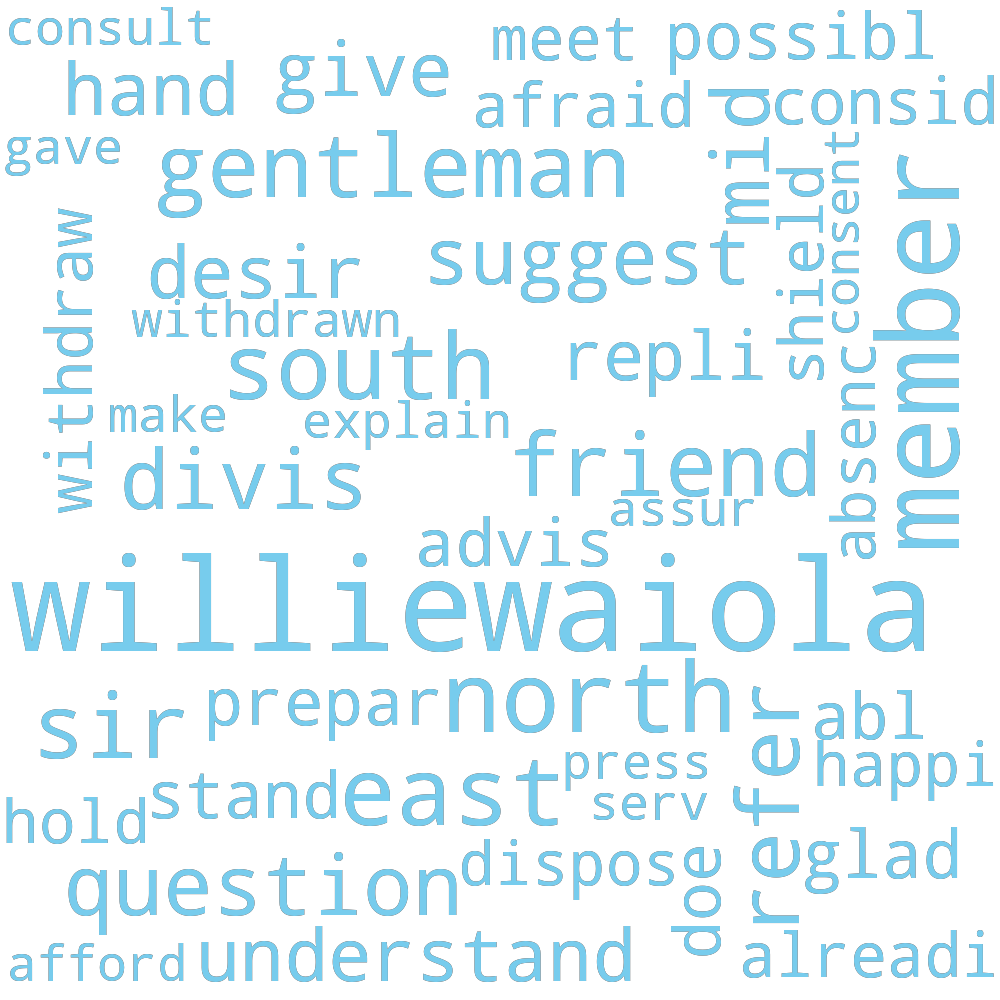 consult
meet
possibl
hand
give
afraid
consid
gave
gentleman
mid
shield
consent
member
withdraw
desir
suggest
withdrawn
south
repli
make
explain
absenc
divis
friend
assur
advis
williewaiola
sir
prepar
north
refer
abl
press
happi
hold
stand
east
serv
question
dispose
doe
glad
afford
understand
alreadi